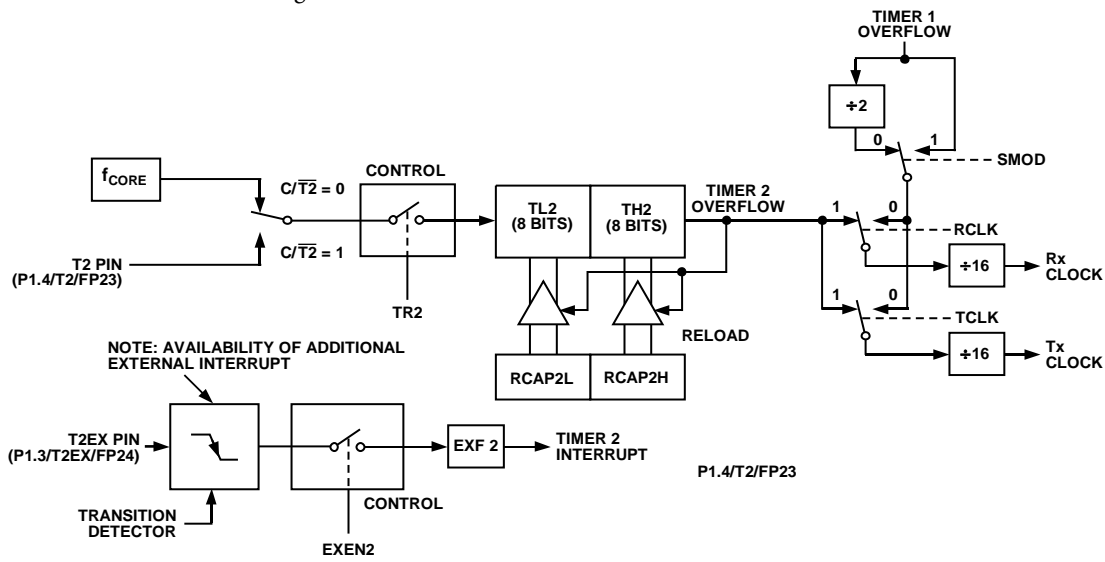 TIMER 1
OVERFLOW
÷2
0
1
SMOD
CONTROL
fCORE
C/T2 = 0
TL2
(8 BITS)
TH2
(8 BITS)
TIMER 2
OVERFLOW
1
0
RCLK
C/T2 = 1
T2 PIN
(P1.4/T2/FP23)
÷16
Rx
CLOCK
TR2
1
0
TCLK
RELOAD
NOTE: AVAILABILITY OF ADDITIONAL
EXTERNAL INTERRUPT
RCAP2L
RCAP2H
÷16
Tx
CLOCK
T2EX PIN
(P1.3/T2EX/FP24)
EXF 2
TIMER 2
INTERRUPT
P1.4/T2/FP23
CONTROL
TRANSITION
DETECTOR
EXEN2